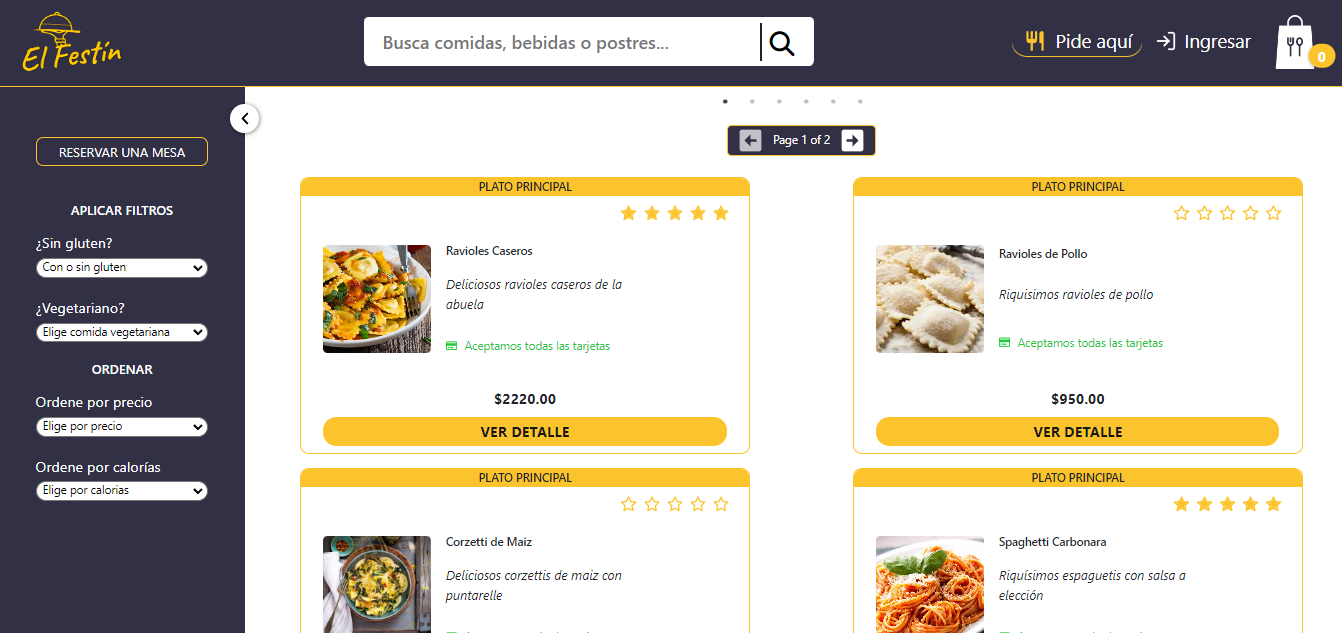 El Festín
Busca comidas, bebidas o postres...
Pide aquí
Ingresar
0
RESERVAR UNA MESA
APLICAR FILTROS
¿Sin gluten?
Con o sin gluten
¿Vegetariano?
Elige comida vegetariana
ORDENAR
Ordene por precio
Elige por precio
Ordene por calorías
Elige por calorias
Page 1 of 2
PLATO PRINCIPAL
Ravioles Caseros
Deliciosos ravioles caseros de la
abuela
Aceptamos todas las tarjetas
$2220.00
VER DETALLE
PLATO PRINCIPAL
Ravioles de Pollo
Riquisimos ravioles de pollo
Aceptamos todas las tarjetas
$950.00
VER DETALLE
PLATO PRINCIPAL
Corzetti de Maiz
Deliciosos corzettis de maiz con
puntarelle
PLATO PRINCIPAL
Spaghetti Carbonara
Riquísimos espaguetis con salsa a
elección